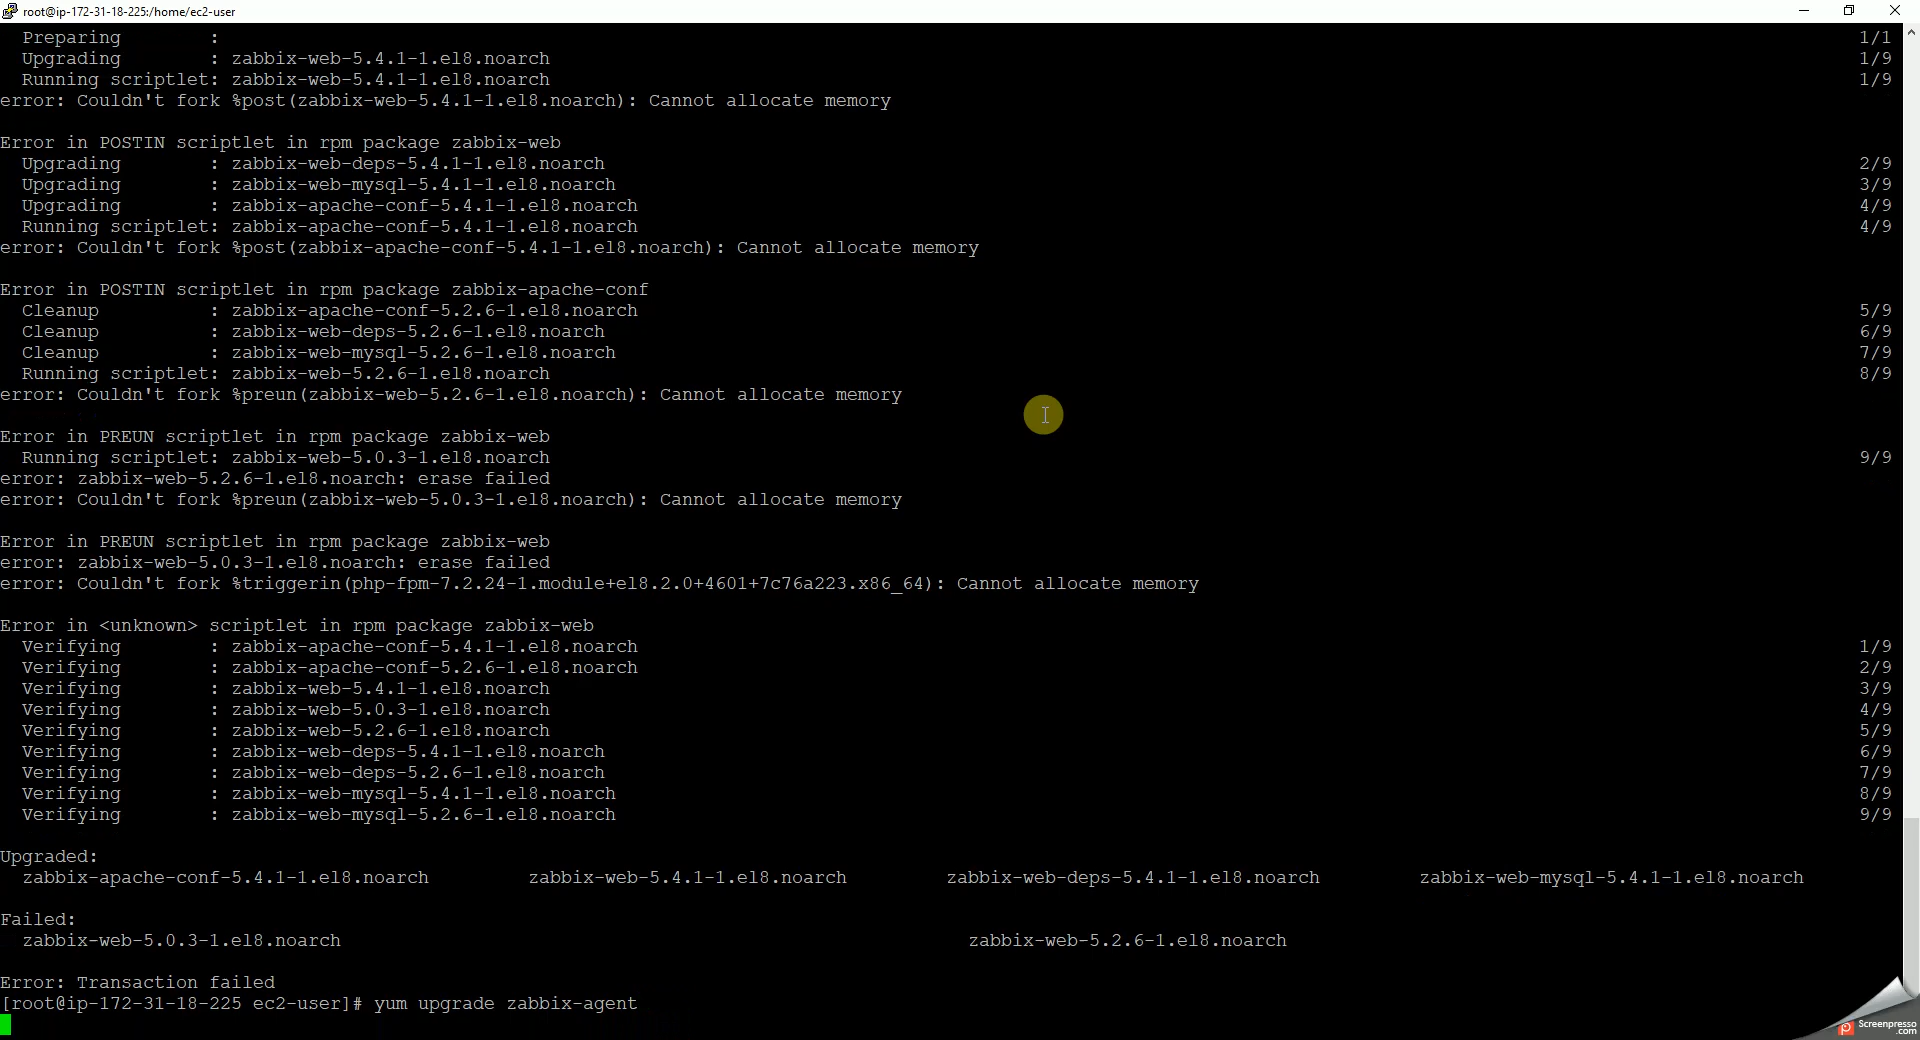 root@ip-172-31-18-225:/home/ec2-user
Preparing        : 1/1
Upgrading        : zabbix-web-5.4.1-1.el8.noarch 1/9
Running scriptlet: zabbix-web-5.4.1-1.el8.noarch 1/9
error: Couldn't fork %post(zabbix-web-5.4.1-1.el8.noarch): Cannot allocate memory
Error in POSTIN scriptlet in rpm package zabbix-web
Upgrading        : zabbix-web-deps-5.4.1-1.el8.noarch 2/9
Upgrading        : zabbix-web-mysql-5.4.1-1.el8.noarch 3/9
Upgrading        : zabbix-apache-conf-5.4.1-1.el8.noarch 4/9
Running scriptlet: zabbix-apache-conf-5.4.1-1.el8.noarch 4/9
error: Couldn't fork %post(zabbix-apache-conf-5.4.1-1.el8.noarch): Cannot allocate memory
Error in POSTIN scriptlet in rpm package zabbix-apache-conf
Cleanup          : zabbix-apache-conf-5.2.6-1.el8.noarch 5/9
Cleanup          : zabbix-web-deps-5.2.6-1.el8.noarch 6/9
Cleanup          : zabbix-web-mysql-5.2.6-1.el8.noarch 7/9
Running scriptlet: zabbix-web-5.2.6-1.el8.noarch 8/9
error: Couldn't fork %preun(zabbix-web-5.2.6-1.el8.noarch): Cannot allocate memory
Error in PREUN scriptlet in rpm package zabbix-web
Running scriptlet: zabbix-web-5.0.3-1.el8.noarch 9/9
error: zabbix-web-5.2.6-1.el8.noarch: erase failed
error: Couldn't fork %preun(zabbix-web-5.0.3-1.el8.noarch): Cannot allocate memory
Error in PREUN scriptlet in rpm package zabbix-web
error: zabbix-web-5.0.3-1.el8.noarch: erase failed
error: Couldn't fork %triggerin(php-fpm-7.2.24-1.module+el8.2.0+4601+7c76a223.x86_64): Cannot allocate memory
Error in <unknown> scriptlet in rpm package zabbix-web
Verifying        : zabbix-apache-conf-5.4.1-1.el8.noarch 1/9
Verifying        : zabbix-apache-conf-5.2.6-1.el8.noarch 2/9
Verifying        : zabbix-web-5.4.1-1.el8.noarch 3/9
Verifying        : zabbix-web-5.0.3-1.el8.noarch 4/9
Verifying        : zabbix-web-5.2.6-1.el8.noarch 5/9
Verifying        : zabbix-web-deps-5.4.1-1.el8.noarch 6/9
Verifying        : zabbix-web-deps-5.2.6-1.el8.noarch 7/9
Verifying        : zabbix-web-mysql-5.4.1-1.el8.noarch 8/9
Verifying        : zabbix-web-mysql-5.2.6-1.el8.noarch 9/9
Upgraded:
zabbix-apache-conf-5.4.1-1.el8.noarch zabbix-web-5.4.1-1.el8.noarch zabbix-web-deps-5.4.1-1.el8.noarch zabbix-web-mysql-5.4.1-1.el8.noarch
Failed:
zabbix-web-5.0.3-1.el8.noarch zabbix-web-5.2.6-1.el8.noarch
Error: Transaction failed
[root@ip-172-31-18-225 ec2-user]# yum upgrade zabbix-agent
Screenpresso
.com